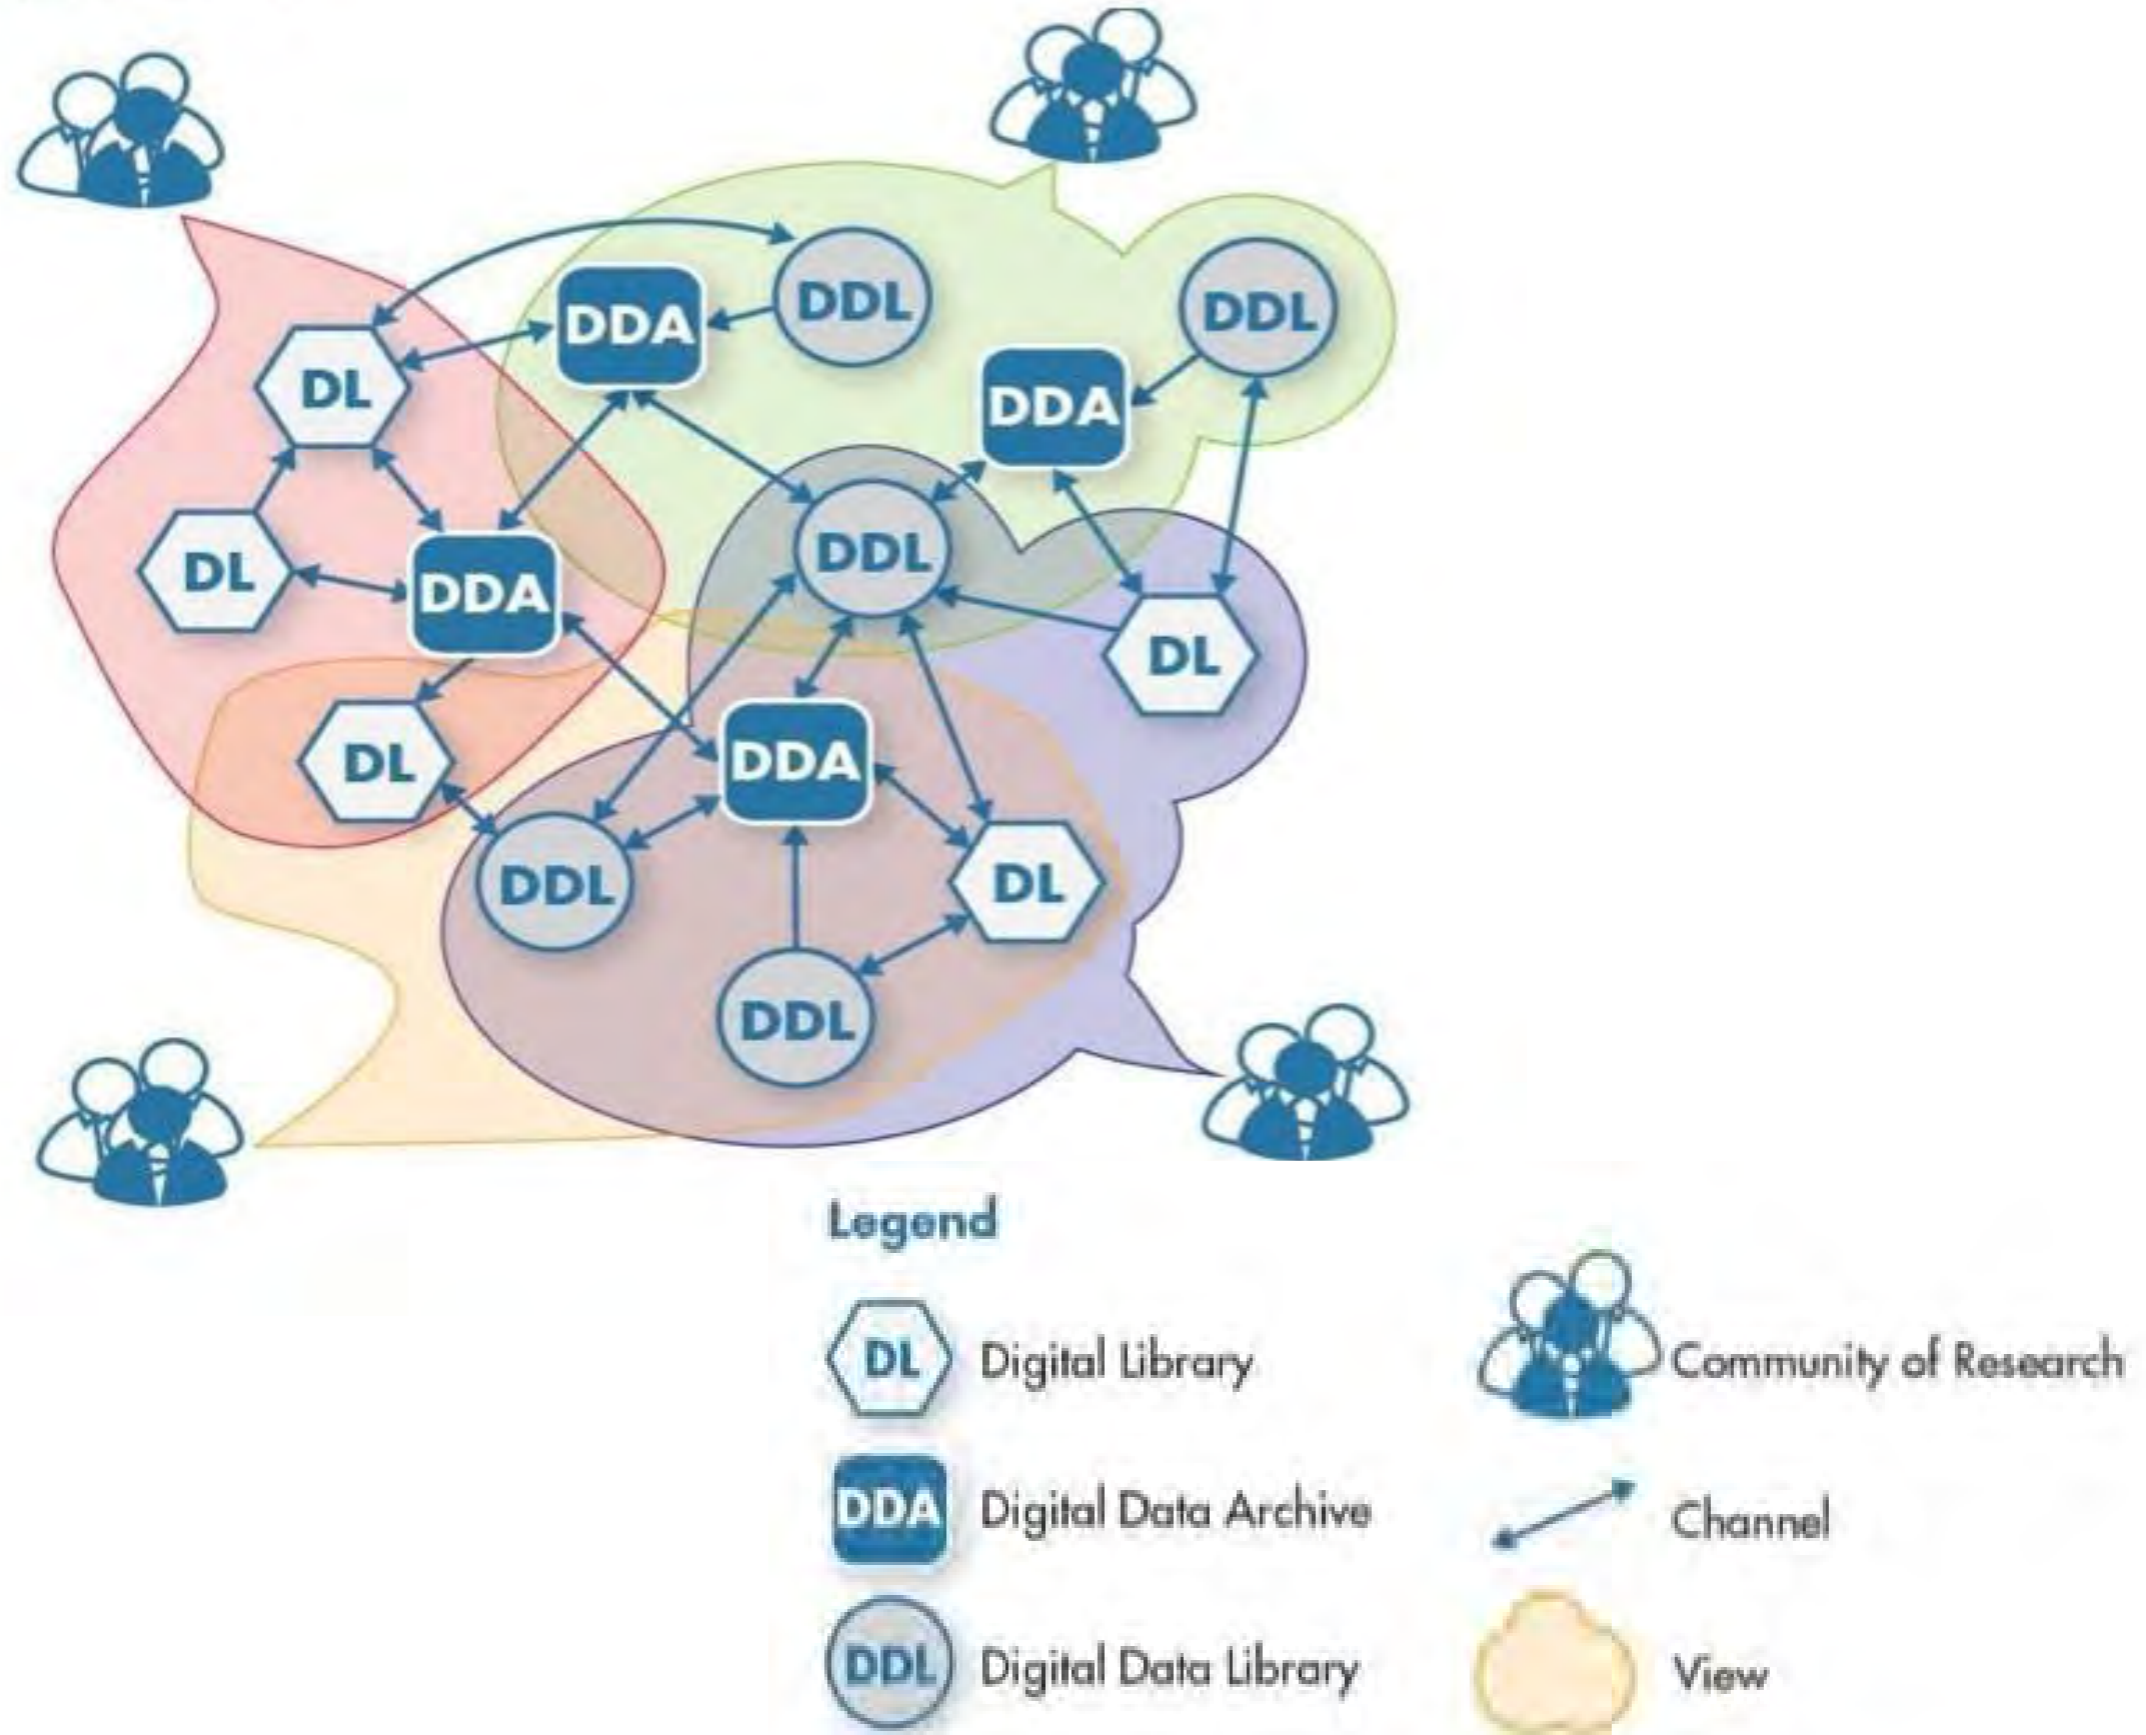 DDL
DDL
DDA
DL
DDA
DDL
DL
DDA
DL
DL
DDA
DDL
DL
DDL
Legend
DL Digital Library
Community of Research
DDA Digital Data Archive
Channel
DDL Digital Data Library
View